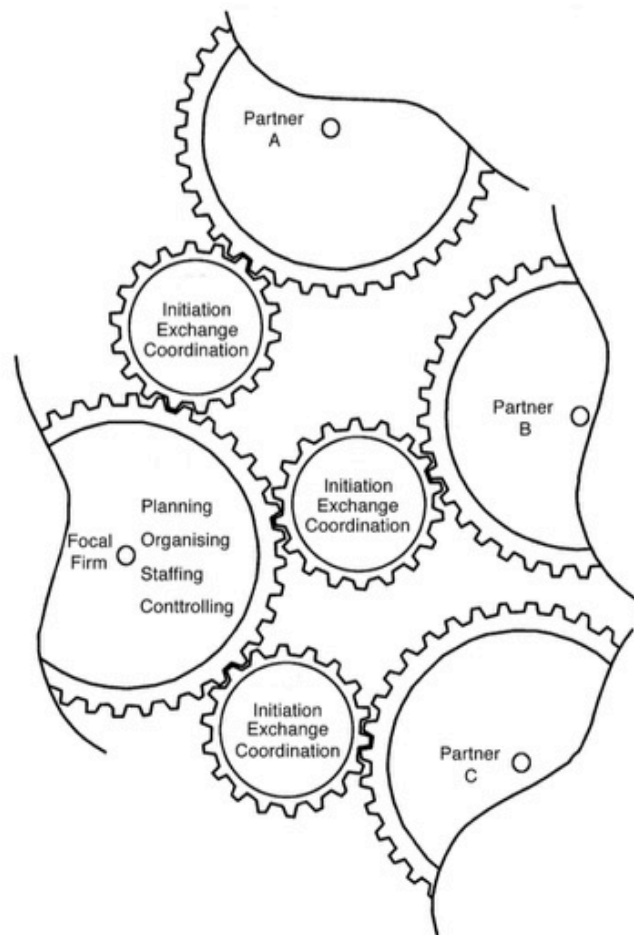 Partner
A
Initiation
Exchange
Coordination
Partner
B
Initiation
Exchange
Coordination
Planning
Focal
Firm
Organising
Staffing
Conttrolling
Initiation
Exchange
Coordination
Partner
C